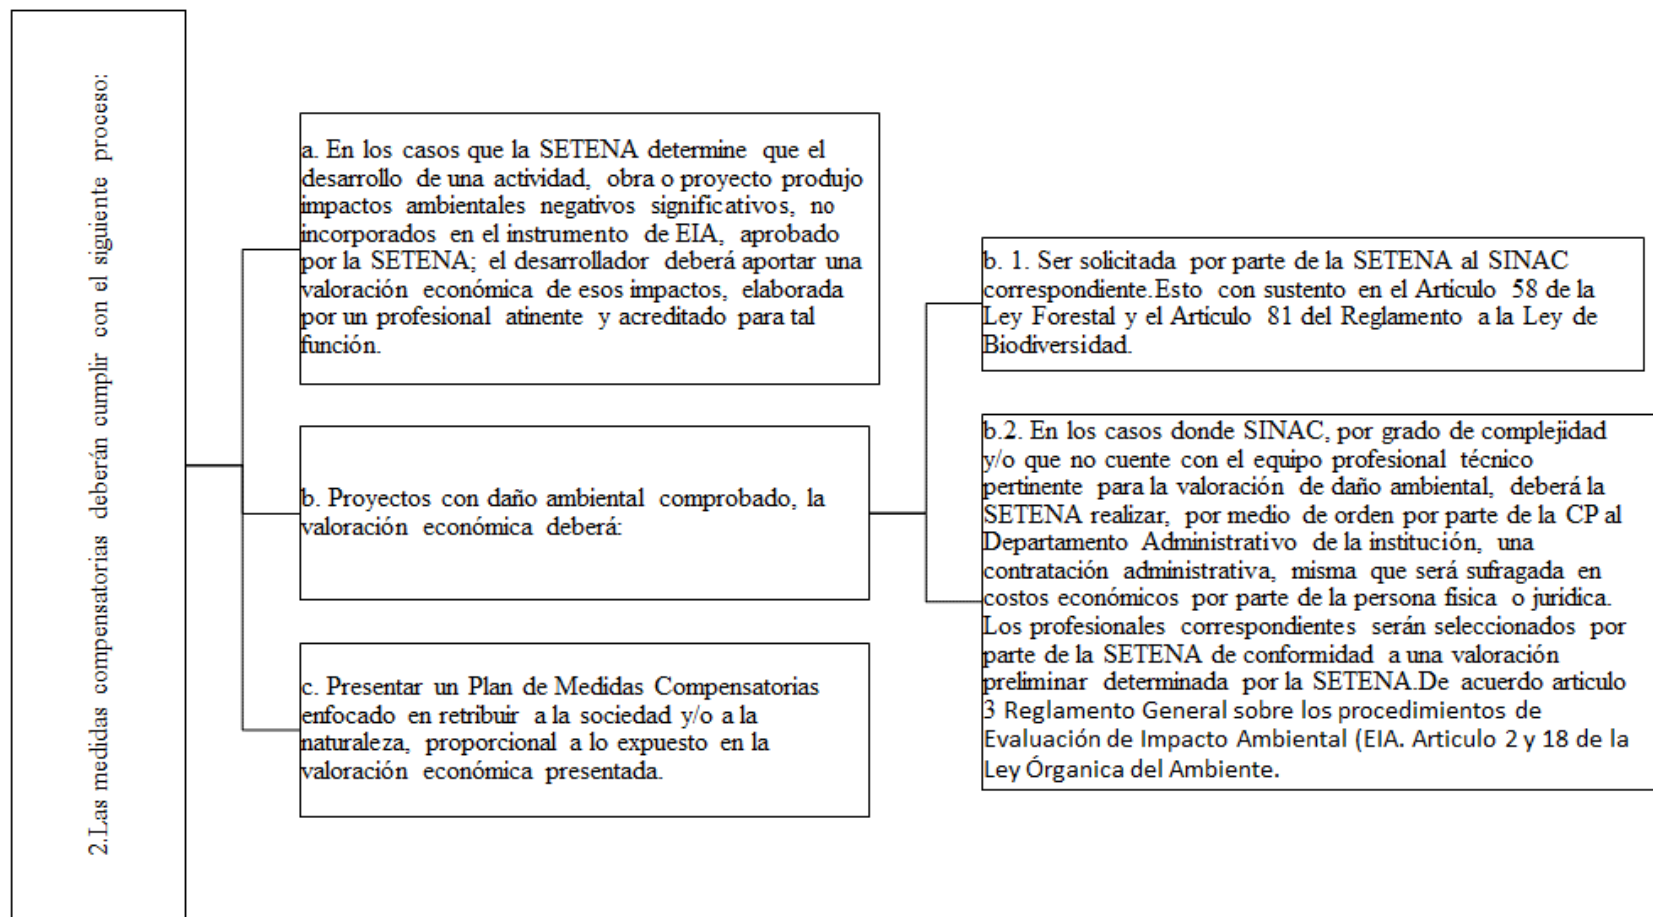 2.Las medidas compensatorias deberán cumplir con el siguiente proceso:
a. En los casos que la SETENA determine que el
desarrollo de una actividad, obra o proyecto produjo
impactos ambientales negativos significativos, no
incorporados en el instrumento de EIA, aprobado
por la SETENA; el desarrollador deberá aportar una
valoración económica de esos impactos, elaborada
por un profesional atinente y acreditado para tal
función.
b. Proyectos con daño ambiental comprobado, la
valoración económica deberá:
b. 1. Ser solicitada por parte de la SETENA al SINAC
correspondiente.Esto con sustento en el Artículo 58 de la
Ley Forestal y el Articulo 81 del Reglamento a la Ley de
Biodiversidad.
b.2. En los casos donde SINAC, por grado de complejidad
y/o que no cuente con el equipo profesional técnico
pertinente para la valoración de daño ambiental, deberá la
SETENA realizar, por medio de orden por parte de la CP al
Departamento Administrativo de la institución, una
contratación administrativa, misma que será sufragada en
costos económicos por parte de la persona física o jurídica.
Los profesionales correspondientes serán seleccionados por
parte de la SETENA de conformidad a una valoración
preliminar determinada por la SETENA.De acuerdo articulo
3 Reglamento General sobre los procedimientos de
Evaluación de Impacto Ambiental (EIA. Articulo 2 y 18 de la
Ley Órganica del Ambiente.
c. Presentar un Plan de Medidas Compensatorias
enfocado en retribuir a la sociedad y/o a la
naturaleza, proporcional a lo expuesto en la
valoración económica presentada.